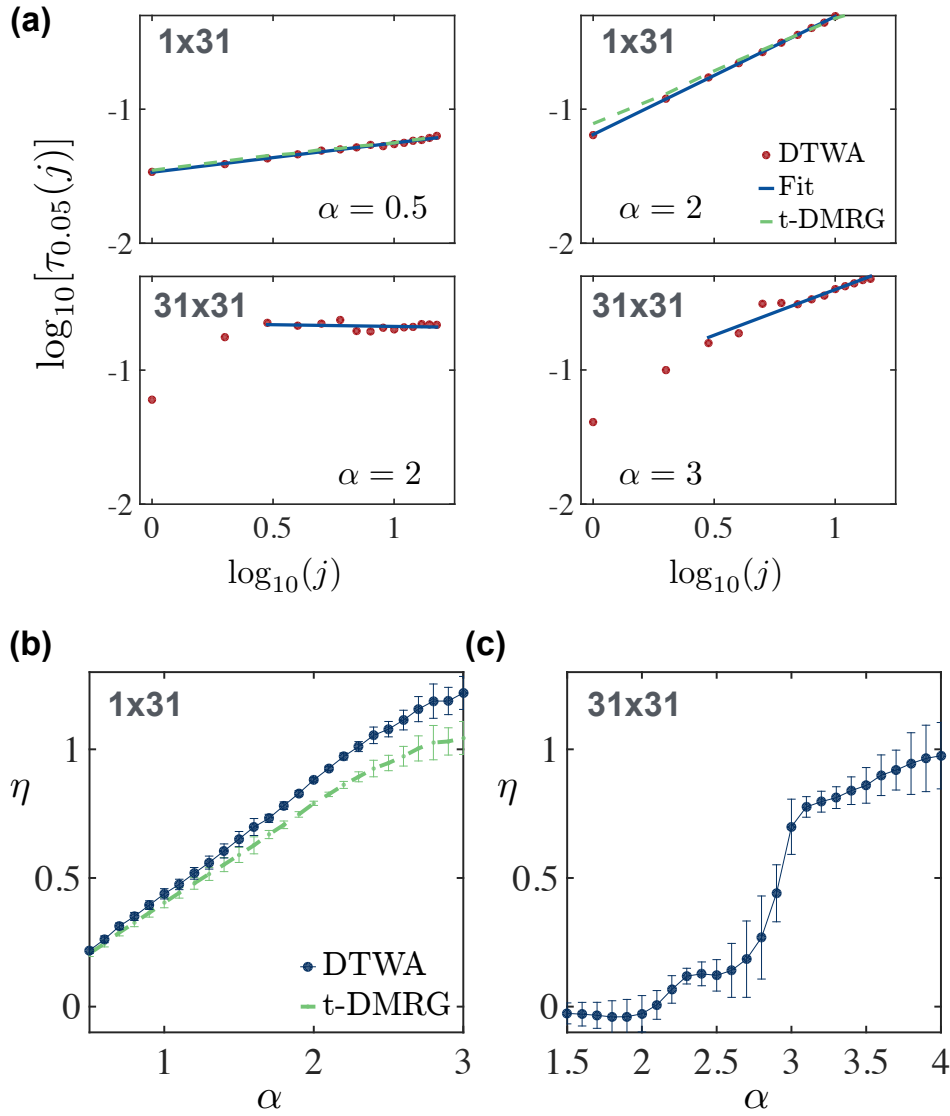 (a)
1x31
1x31
-1
-1
DTWA
Fit
t-DMRG
α = 0.5
α = 2
-2
-2
log₁₀[τ₀.₀₅(j)]
31x31
31x31
-1
-1
α = 2
α = 3
-2
-2
0 0.5 1
0 0.5 1
log₁₀(j)
log₁₀(j)
(b)
(c)
1x31
31x31
1
1
η
η
0.5
0.5
DTWA
t-DMRG
0
0
1 2 3
1.5 2 2.5 3 3.5 4
α
α